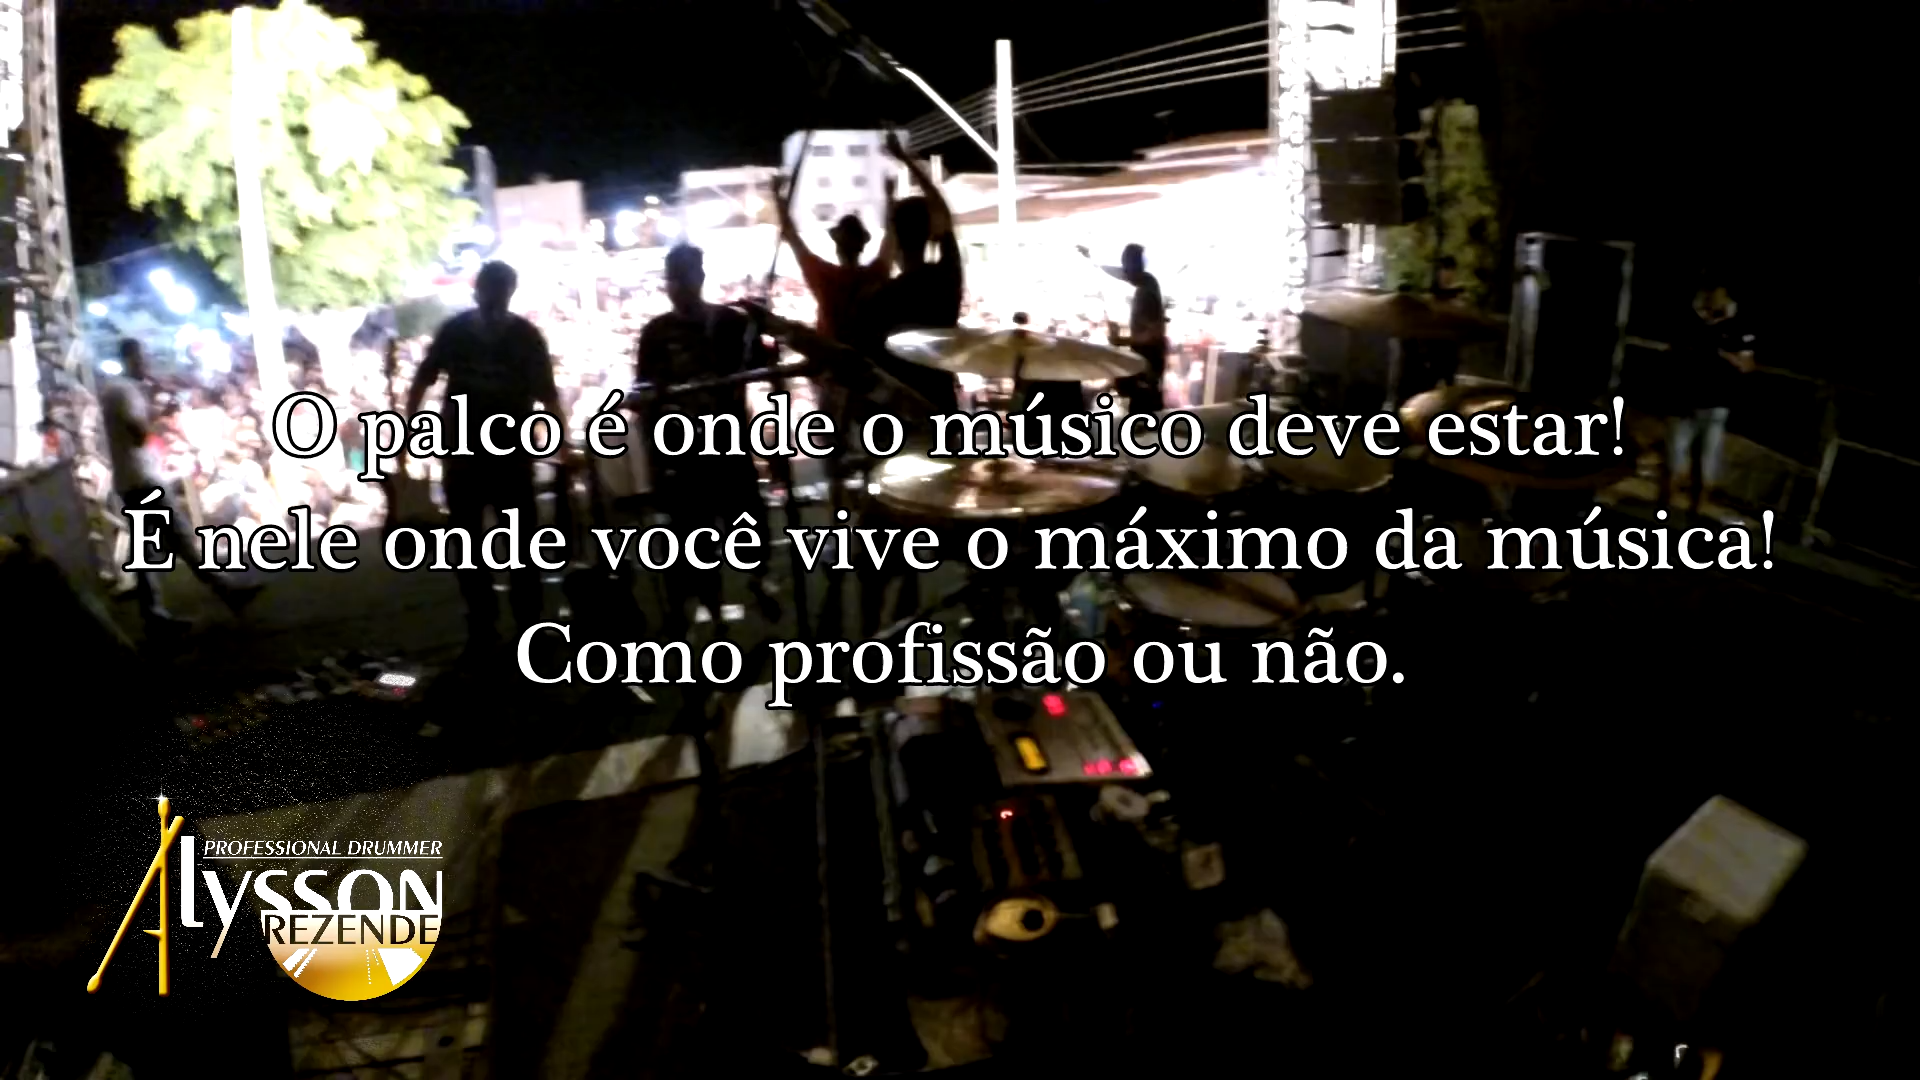 O palco é onde o músico deve estar!
É nele onde você vive o máximo da música!
Como profissão ou não.
PROFESSIONAL DRUMMER
Alysson
REZENDE